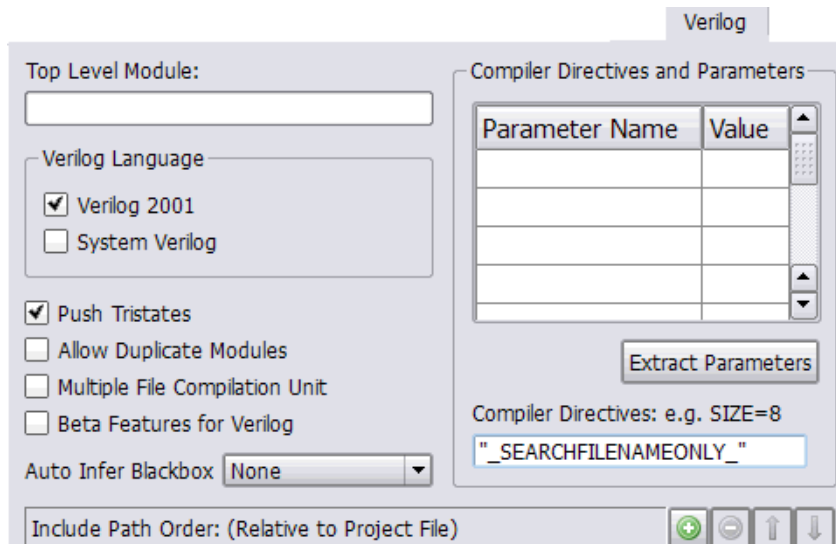 Verilog
Top Level Module:
Verilog Language
Verilog 2001
System Verilog
Push Tristates
Allow Duplicate Modules
Multiple File Compilation Unit
Beta Features for Verilog
Auto Infer Blackbox None
Compiler Directives and Parameters
Parameter Name Value
Extract Parameters
Compiler Directives: e.g. SIZE=8
"_SEARCHFILENAMEONLY_"
Include Path Order: (Relative to Project File)